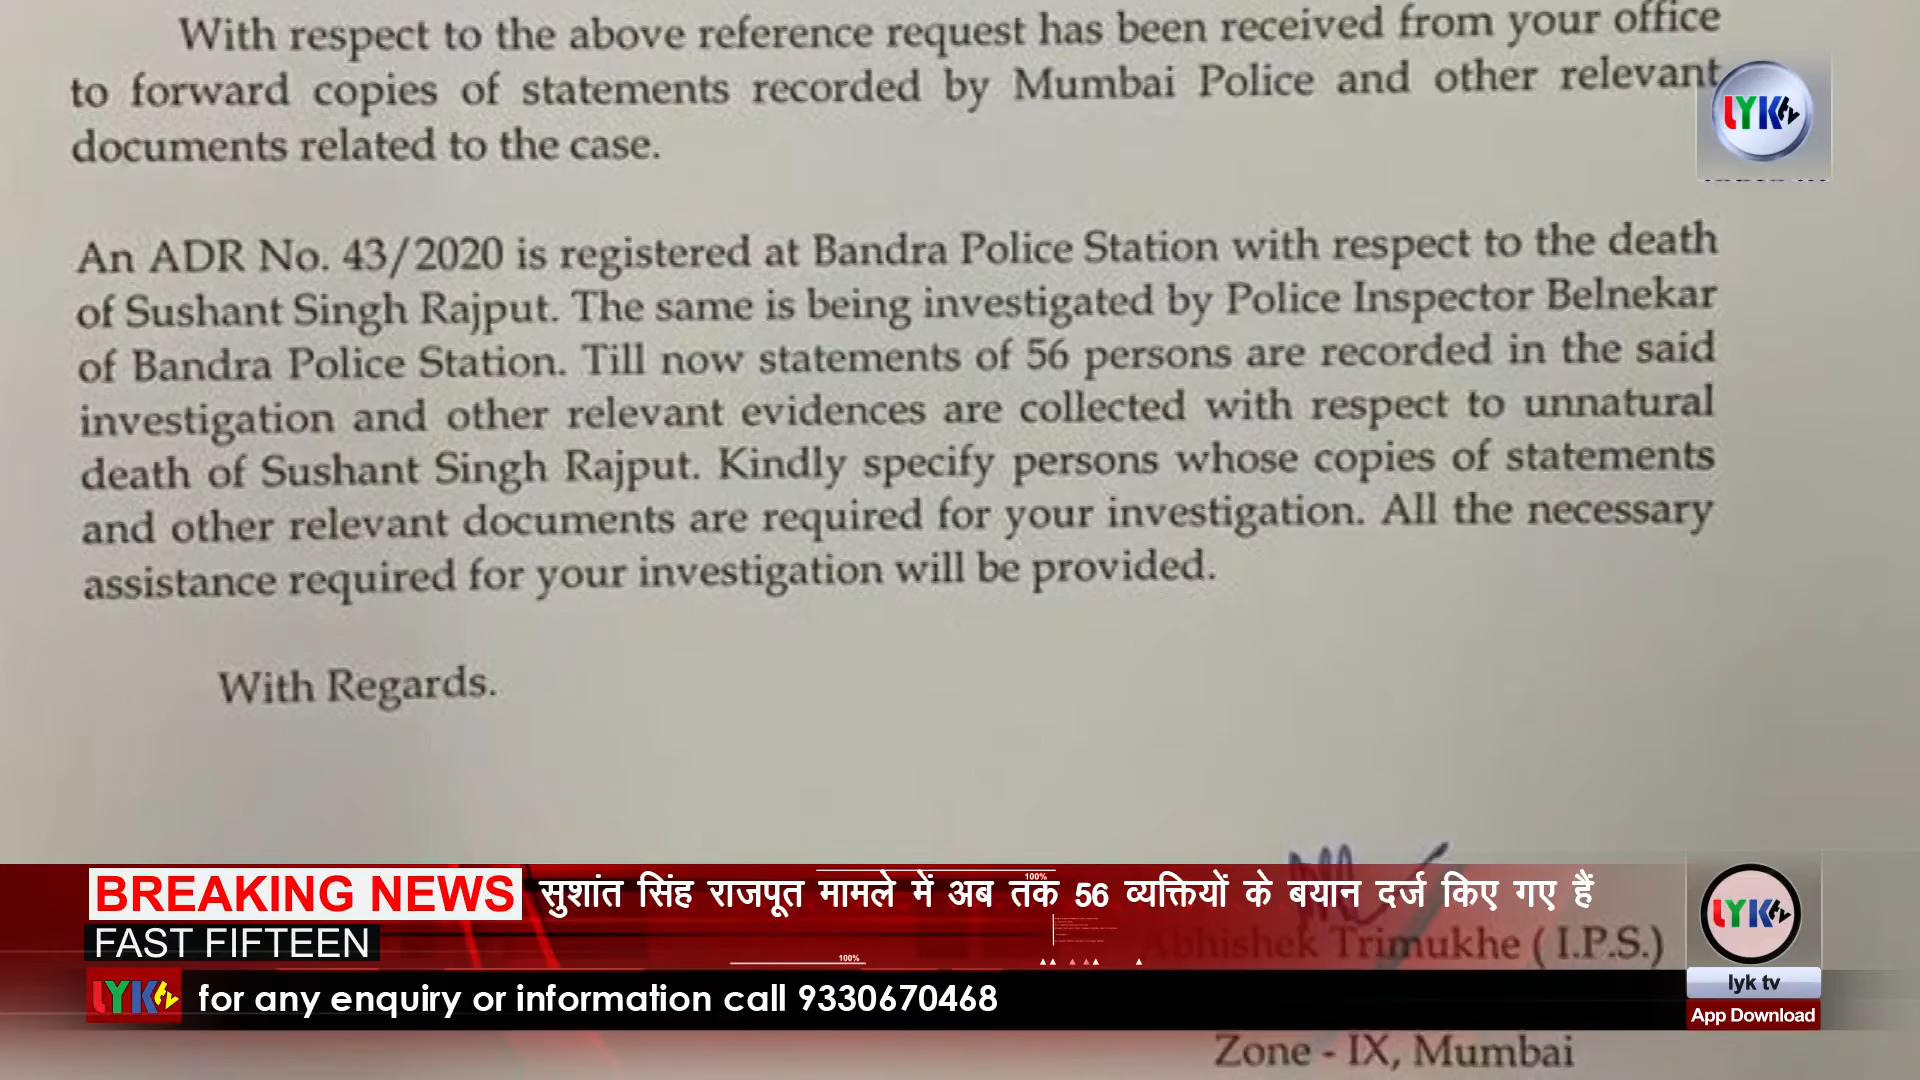 With respect to the above reference request has been received from your office
to forward copies of statements recorded by Mumbai Police and other relevant
documents related to the case.
LYKtv
An ADR No. 43/2020 is registered at Bandra Police Station with respect to the death
of Sushant Singh Rajput. The same is being investigated by Police Inspector Belnekar
of Bandra Police Station. Till now statements of 56 persons are recorded in the said
investigation and other relevant evidences are collected with respect to unnatural
death of Sushant Singh Rajput. Kindly specify persons whose copies of statements
and other relevant documents are required for your investigation. All the necessary
assistance required for your investigation will be provided.
With Regards.
BREAKING NEWS सुशांत सिंह राजपूत मामले में अब तक 56 व्यक्तियों के बयान दर्ज किए गए हैं
100%
FAST FIFTEEN
Abhishek Trimukhe ( I.P.S.)
100%
LYKtv
lyk tv
App Download
LYKtv for any enquiry or information call 9330670468
Zone - IX, Mumbai